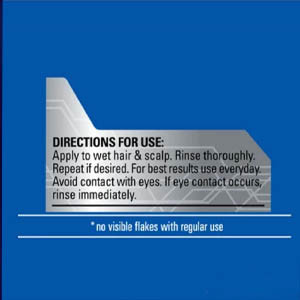 DIRECTIONS FOR USE:
Apply to wet hair & scalp. Rinse thoroughly.
Repeat if desired. For best results use everyday.
Avoid contact with eyes. If eye contact occurs,
rinse immediately.
*no visible flakes with regular use